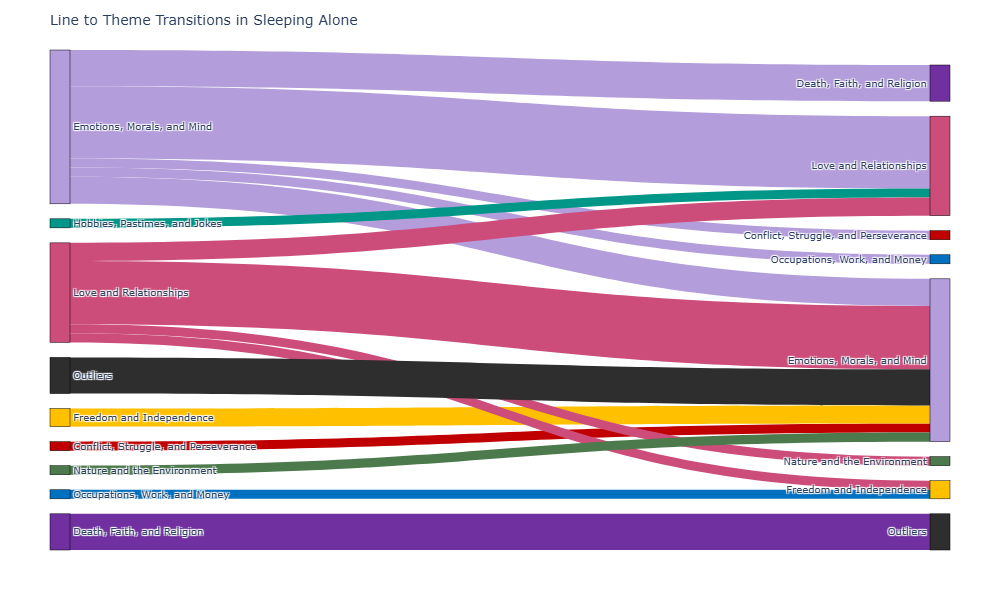 Line to Theme Transitions in Sleeping Alone
Emotions, Morals, and Mind
Hobbies, Pastimes, and Jokes
Love and Relationships
Outliers
Freedom and Independence
Conflict, Struggle, and Perseverance
Nature and the Environment
Occupations, Work, and Money
Death, Faith, and Religion
Death, Faith, and Religion
Love and Relationships
Conflict, Struggle, and Perseverance
Occupations, Work, and Money
Emotions, Morals, and Mind
Nature and the Environment
Freedom and Independence
Outliers